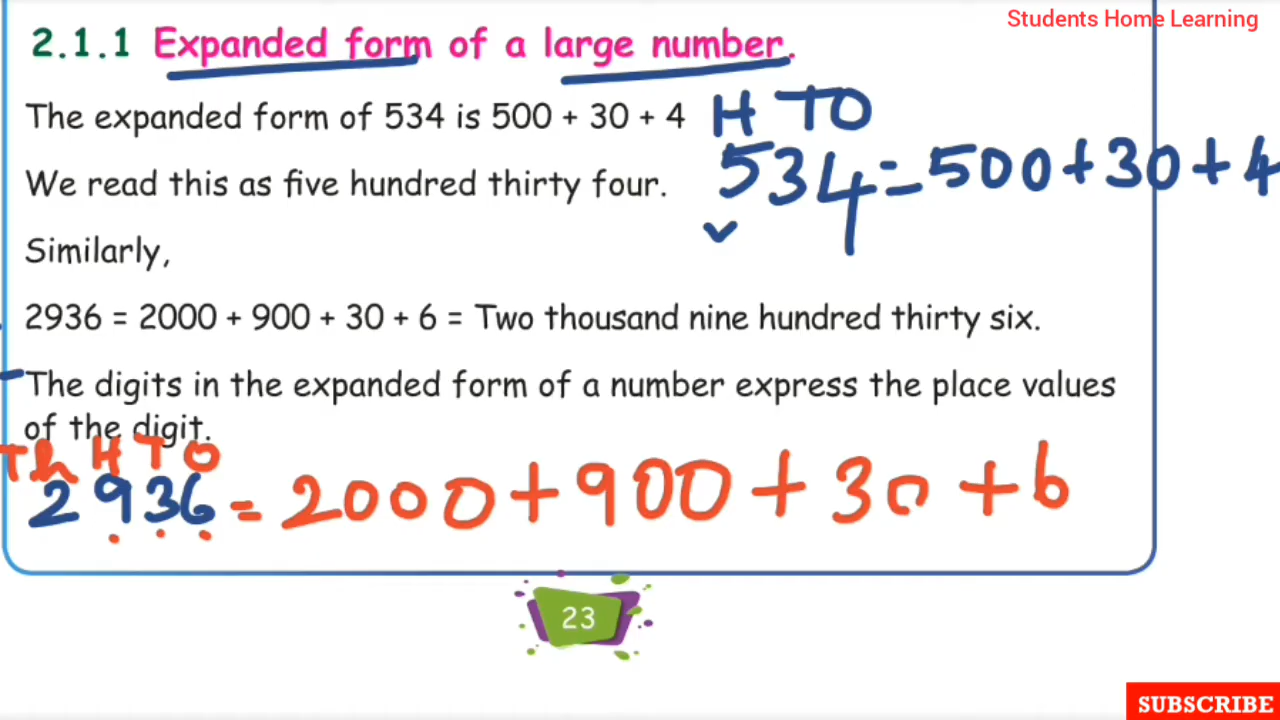 Students Home Learning
2.1.1 Expanded form of a large number.
The expanded form of 534 is 500 + 30 + 4
H T O
534 = 500 + 30 + 4
We read this as five hundred thirty four.
Similarly,
2936 = 2000 + 900 + 30 + 6 = Two thousand nine hundred thirty six.
The digits in the expanded form of a number express the place values
of the digit.
Th H T O
2936 = 2000 + 900 + 30 + 6
23
SUBSCRIBE